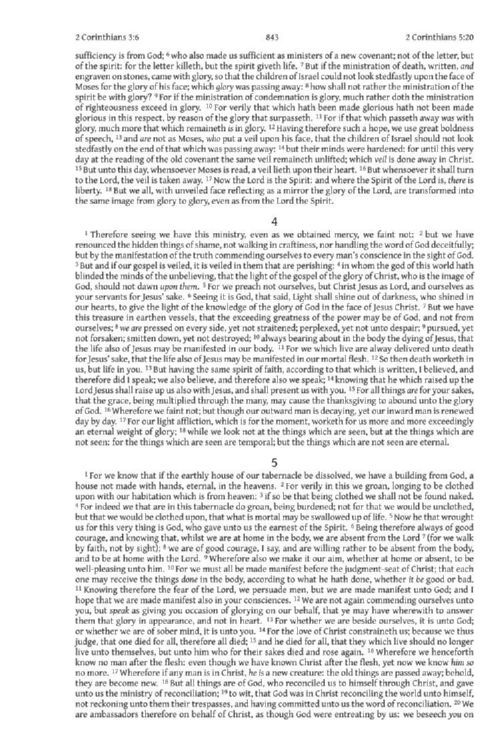 2 Corinthians 3:6 843 2 Corinthians 5:20
sufficiency is from God; 6 who also made us sufficient as ministers of a new covenant; not of the letter, but
of the spirit: for the letter killeth, but the spirit giveth life. 7 But if the ministration of death, written, and
engraven on stones, came with glory, so that the children of Israel could not look stedfastly upon the face of
Moses for the glory of his face; which glory was passing away: 8 how shall not rather the ministration of the
spirit be with glory? 9 For if the ministration of condemnation is glory, much rather doth the ministration
of righteousness exceed in glory. 10 For verily that which hath been made glorious hath not been made
glorious in this respect, by reason of the glory that surpasseth. 11 For if that which passeth away was with
glory, much more that which remaineth is in glory. 12 Having therefore such a hope, we use great boldness
of speech, 13 and are not as Moses, who put a veil upon his face, that the children of Israel should not look
stedfastly on the end of that which was passing away: 14 but their minds were hardened: for until this very
day at the reading of the old covenant the same veil remaineth unlifted; which veil is done away in Christ.
15 But unto this day, whensoever Moses is read, a veil lieth upon their heart. 16 But whensoever it shall turn
to the Lord, the veil is taken away. 17 Now the Lord is the Spirit: and where the Spirit of the Lord is, there is
liberty. 18 But we all, with unveiled face reflecting as a mirror the glory of the Lord, are transformed into
the same image from glory to glory, even as from the Lord the Spirit.
4
1 Therefore seeing we have this ministry, even as we obtained mercy, we faint not: 2 but we have
renounced the hidden things of shame, not walking in craftiness, nor handling the word of God deceitfully;
but by the manifestation of the truth commending ourselves to every man's conscience in the sight of God.
3 But and if our gospel is veiled, it is veiled in them that are perishing: 4 in whom the god of this world hath
blinded the minds of the unbelieving, that the light of the gospel of the glory of Christ, who is the image of
God, should not dawn upon them. 5 For we preach not ourselves, but Christ Jesus as Lord, and ourselves as
your servants for Jesus' sake. 6 Seeing it is God, that said, Light shall shine out of darkness, who shined in
our hearts, to give the light of the knowledge of the glory of God in the face of Jesus Christ. 7 But we have
this treasure in earthen vessels, that the exceeding greatness of the power may be of God, and not from
ourselves; 8 we are pressed on every side, yet not straitened; perplexed, yet not unto despair; 9 pursued, yet
not forsaken; smitten down, yet not destroyed; 10 always bearing about in the body the dying of Jesus, that
the life also of Jesus may be manifested in our body. 11 For we which live are alway delivered unto death
for Jesus' sake, that the life also of Jesus may be manifested in our mortal flesh. 12 So then death worketh in
us, but life in you. 13 But having the same spirit of faith, according to that which is written, I believed, and
therefore did I speak; we also believe, and therefore also we speak; 14 knowing that he which raised up the
Lord Jesus shall raise up us also with Jesus, and shall present us with you. 15 For all things are for your sakes,
that the grace, being multiplied through the many, may cause the thanksgiving to abound unto the glory
of God. 16 Wherefore we faint not; but though our outward man is decaying, yet our inward man is renewed
day by day. 17 For our light affliction, which is for the moment, worketh for us more and more exceedingly
an eternal weight of glory; 18 while we look not at the things which are seen, but at the things which are
not seen: for the things which are seen are temporal; but the things which are not seen are eternal.
5
1 For we know that if the earthly house of our tabernacle be dissolved, we have a building from God, a
house not made with hands, eternal, in the heavens. 2 For verily in this we groan, longing to be clothed
upon with our habitation which is from heaven: 3 if so be that being clothed we shall not be found naked.
4 For indeed we that are in this tabernacle do groan, being burdened; not for that we would be unclothed,
but that we would be clothed upon, that what is mortal may be swallowed up of life. 5 Now he that wrought
us for this very thing is God, who gave unto us the earnest of the Spirit. 6 Being therefore always of good
courage, and knowing that, whilst we are at home in the body, we are absent from the Lord 7 (for we walk
by faith, not by sight); 8 we are of good courage, I say, and are willing rather to be absent from the body,
and to be at home with the Lord. 9 Wherefore also we make it our aim, whether at home or absent, to be
well-pleasing unto him. 10 For we must all be made manifest before the judgment-seat of Christ; that each
one may receive the things done in the body, according to what he hath done, whether it be good or bad.
11 Knowing therefore the fear of the Lord, we persuade men, but we are made manifest unto God; and I
hope that we are made manifest also in your consciences. 12 We are not again commending ourselves unto
you, but speak as giving you occasion of glorying on our behalf, that you may have wherewith to answer
them that glory in appearance, and not in heart. 13 For whether we are beside ourselves, it is unto God;
or whether we are of sober mind, it is unto you. 14 For the love of Christ constraineth us; because we thus
judge, that one died for all, therefore all died; 15 and he died for all, that they which live should no longer
live unto themselves, but unto him who for their sakes died and rose again. 16 Wherefore we henceforth
know no man after the flesh: even though we have known Christ after the flesh, yet now we know him so
no more. 17 Wherefore if any man is in Christ, he is a new creature: the old things are passed away; behold,
they are become new. 18 But all things are of God, who reconciled us to himself through Christ, and gave
unto us the ministry of reconciliation; 19 to wit, that God was in Christ reconciling the world unto himself,
not reckoning unto them their trespasses, and having committed unto us the word of reconciliation. 20 We
are ambassadors therefore on behalf of Christ, as though God were entreating by us: we beseech you on